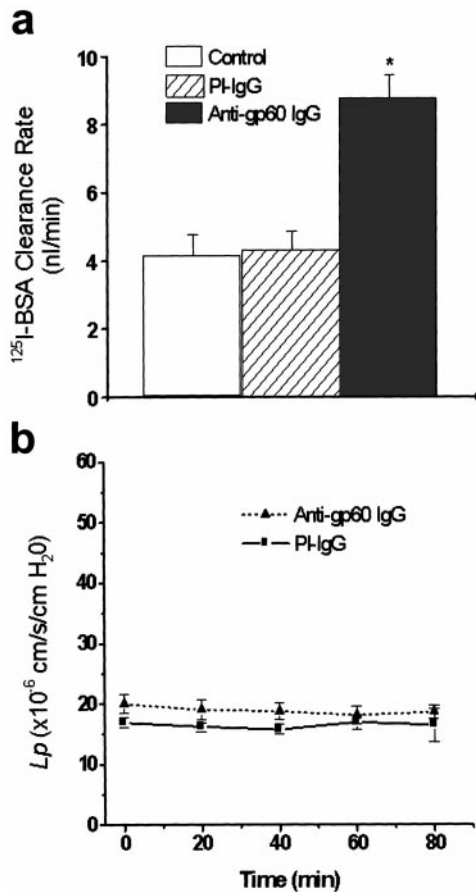 a
10
8
6
4
2
0
¹²⁵I-BSA Clearance Rate
(nl/min)
Control
PI-IgG
Anti-gp60 IgG
*
b
60
50
40
30
20
10
0
Lp (x10⁻⁶ cm/s/cm H₂0)
Anti-gp60 IgG
PI-IgG
0 20 40 60 80
Time (min)